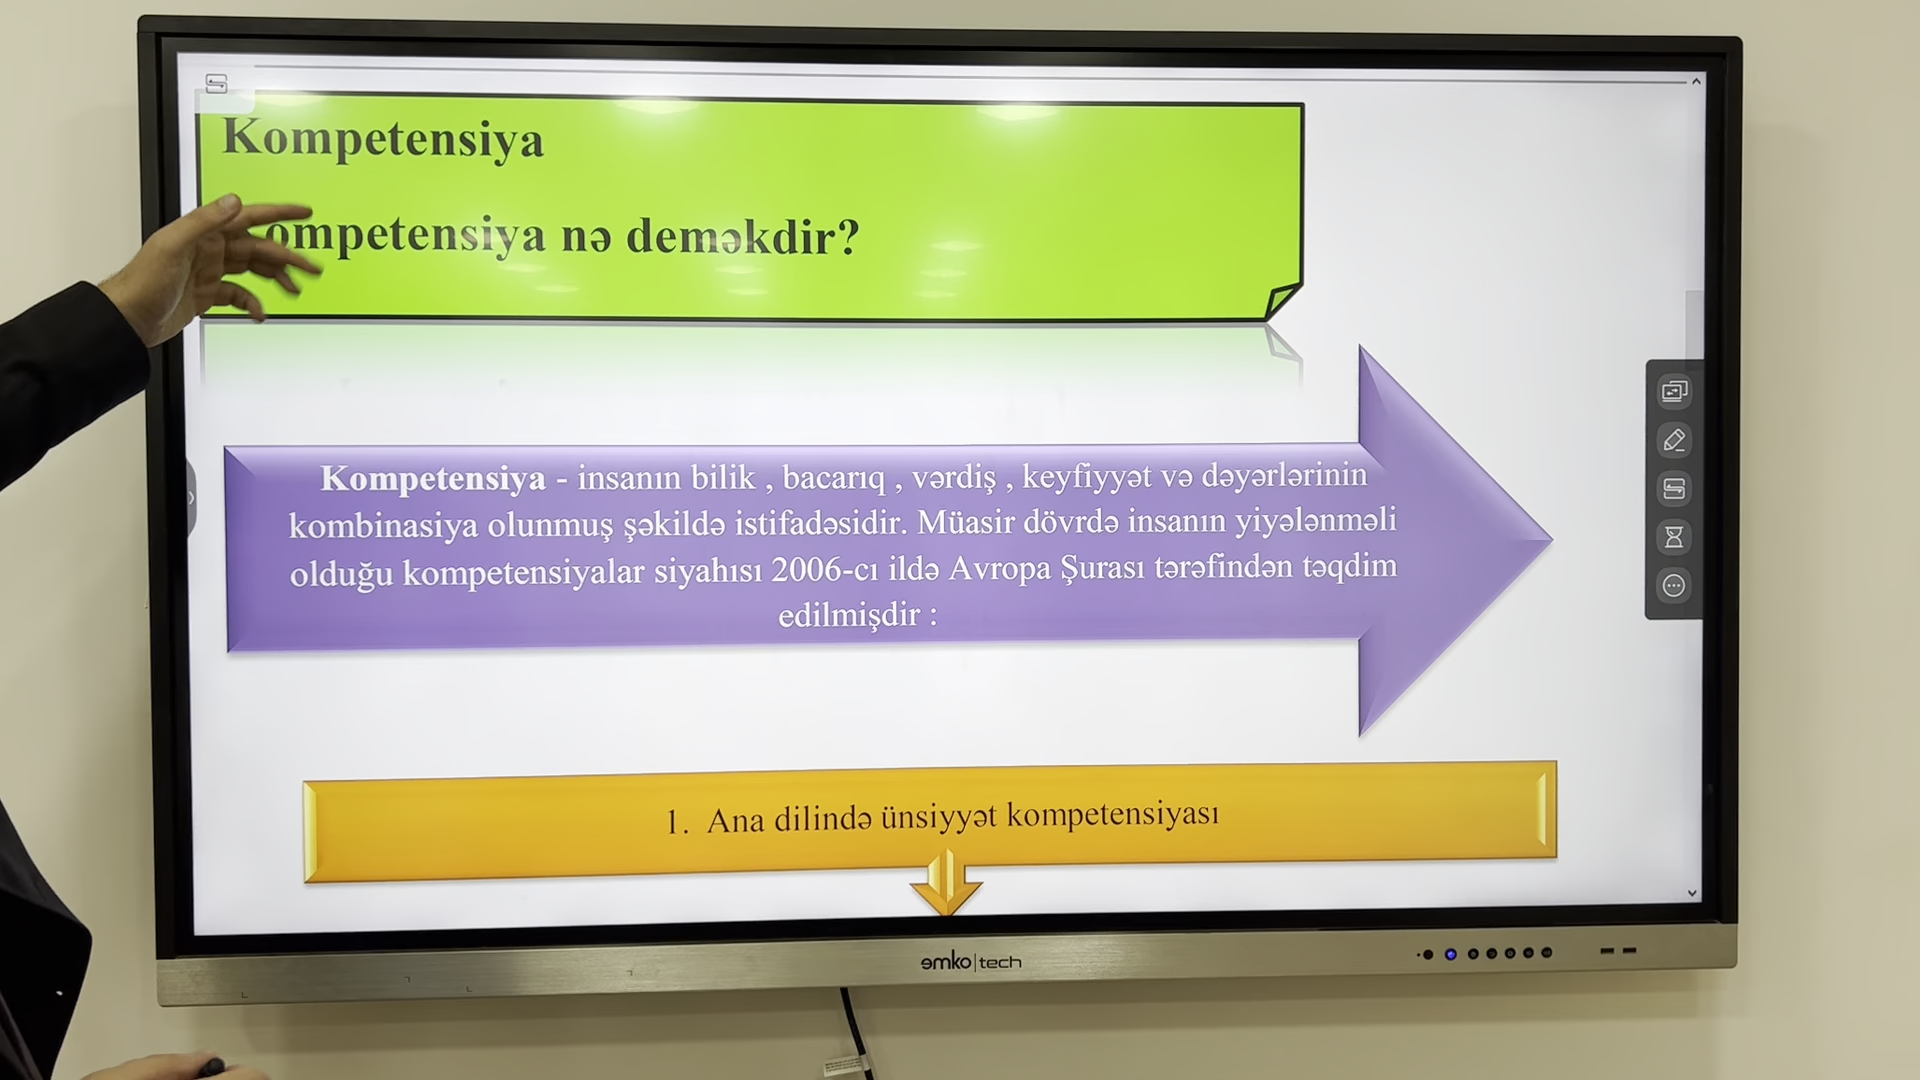 Kompetensiya
Kompetensiya nə deməkdir?
Kompetensiya - insanın bilik , bacarıq , vərdiş , keyfiyyət və dəyərlərinin
kombinasiya olunmuş şəkildə istifadəsidir. Müasir dövrdə insanın yiyələnməli
olduğu kompetensiyalar siyahısı 2006-cı ildə Avropa Şurası tərəfindən təqdim
edilmişdir :
1. Ana dilində ünsiyyət kompetensiyası
əmko|tech